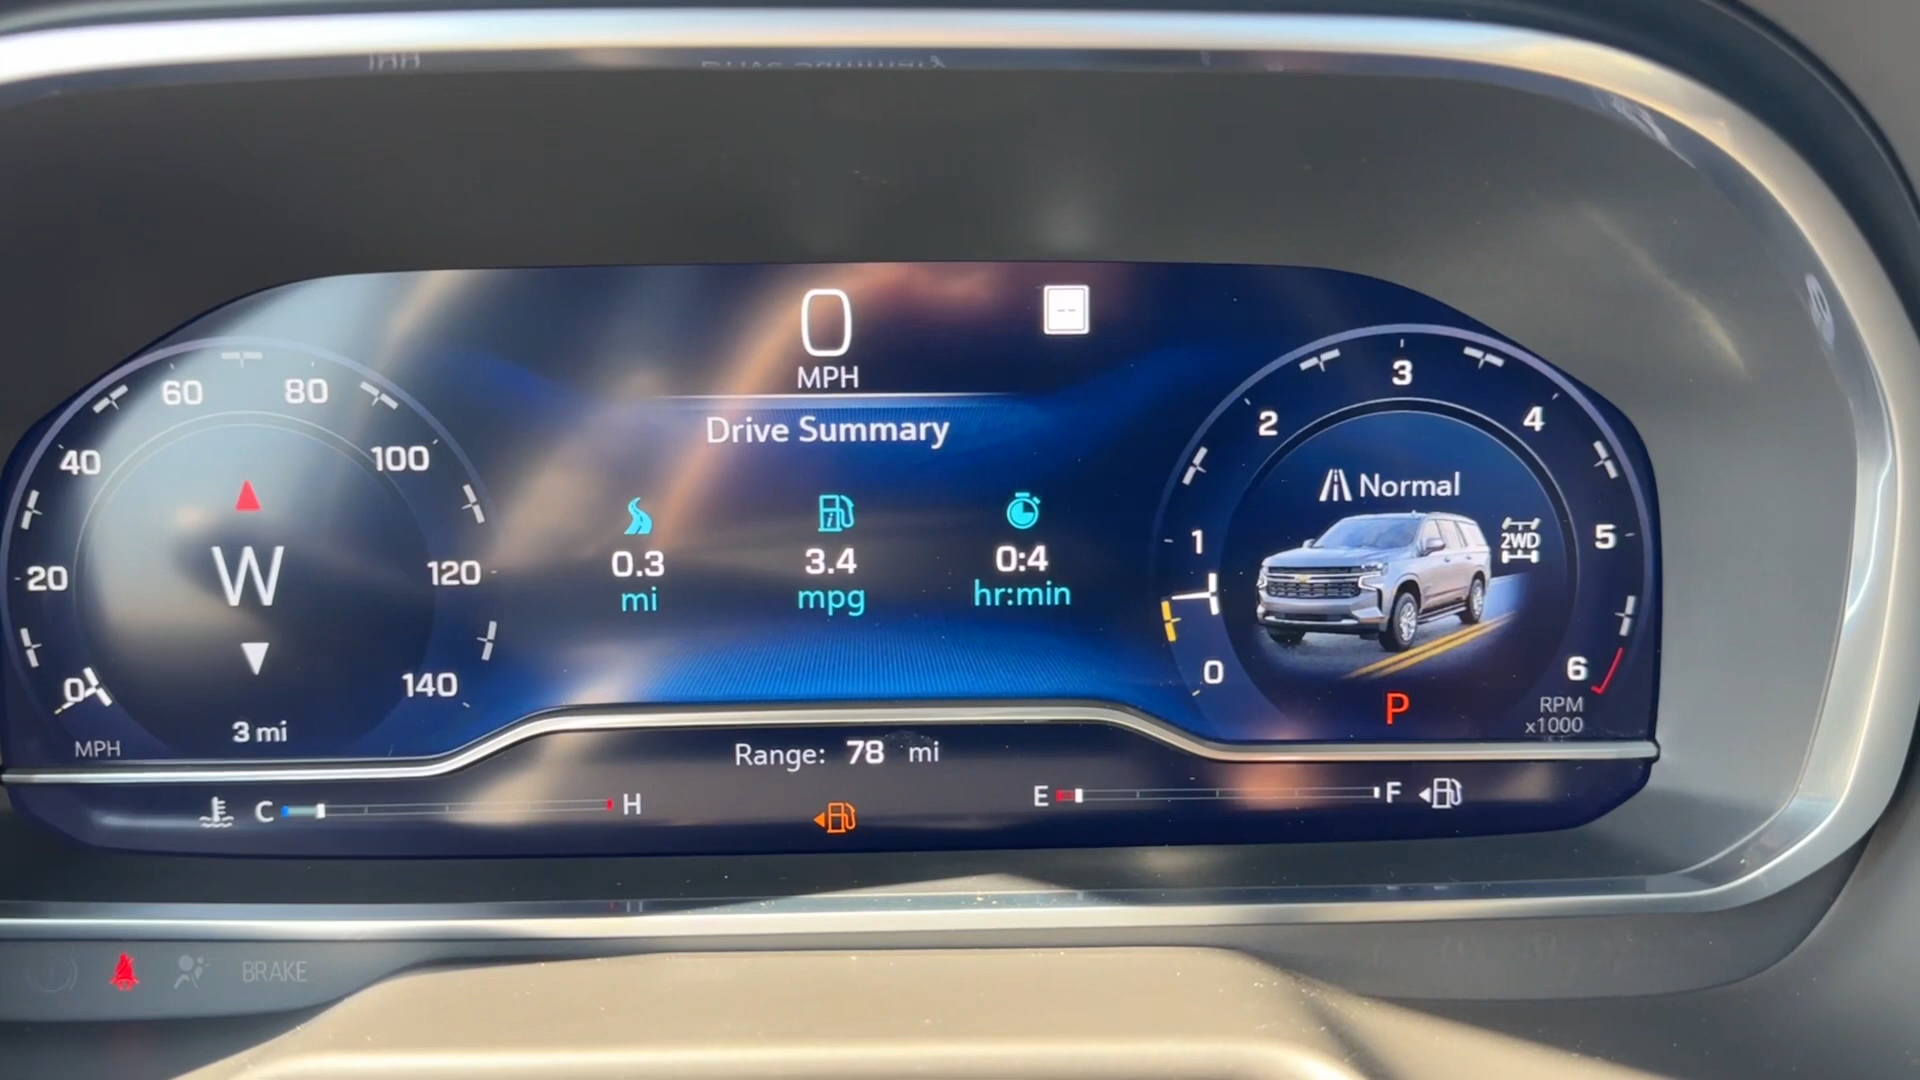 0
--
MPH
Drive Summary
0.3
mi
3.4
mpg
0:4
hr:min
0
20
40
60
80
100
120
140
MPH
W
3 mi
0
1
2
3
4
5
6
RPM
x1000
Normal
2WD
P
Range: 78 mi
C
H
E
F
BRAKE